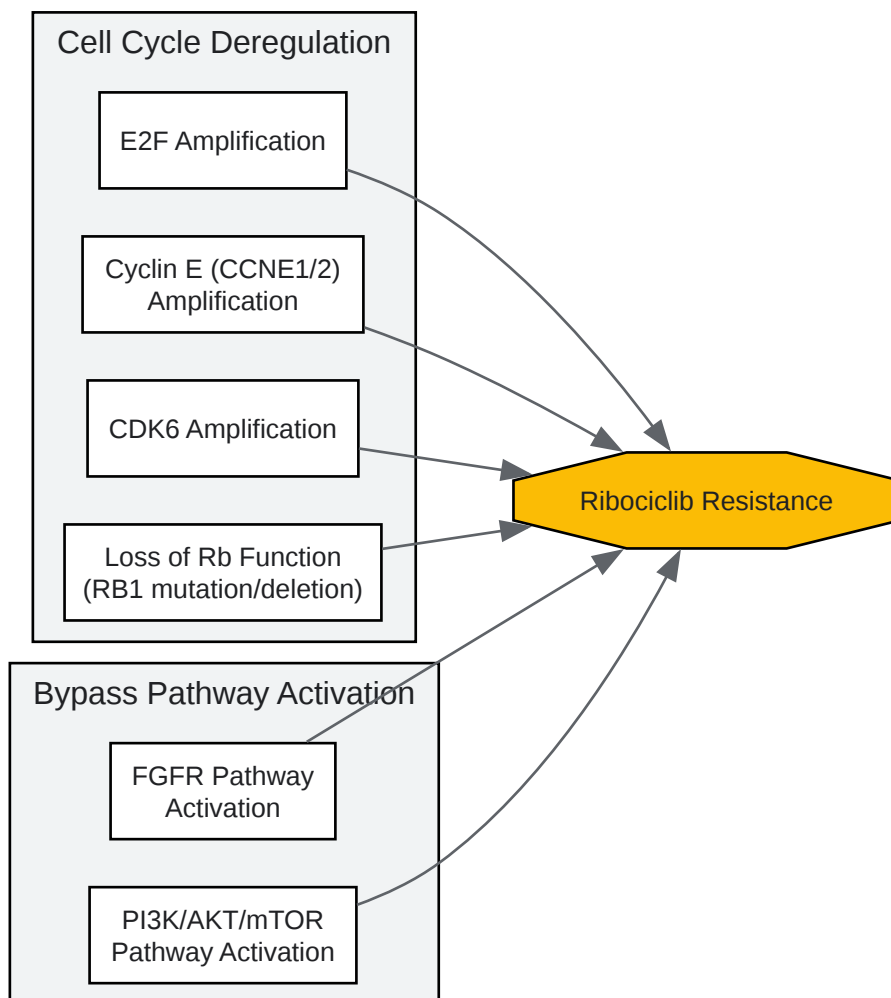 Cell Cycle Deregulation
E2F Amplification
Cyclin E (CCNE1/2)
Amplification
CDK6 Amplification
Loss of Rb Function
(RB1 mutation/deletion)
Ribociclib Resistance
Bypass Pathway Activation
FGFR Pathway
Activation
PI3K/AKT/mTOR
Pathway Activation